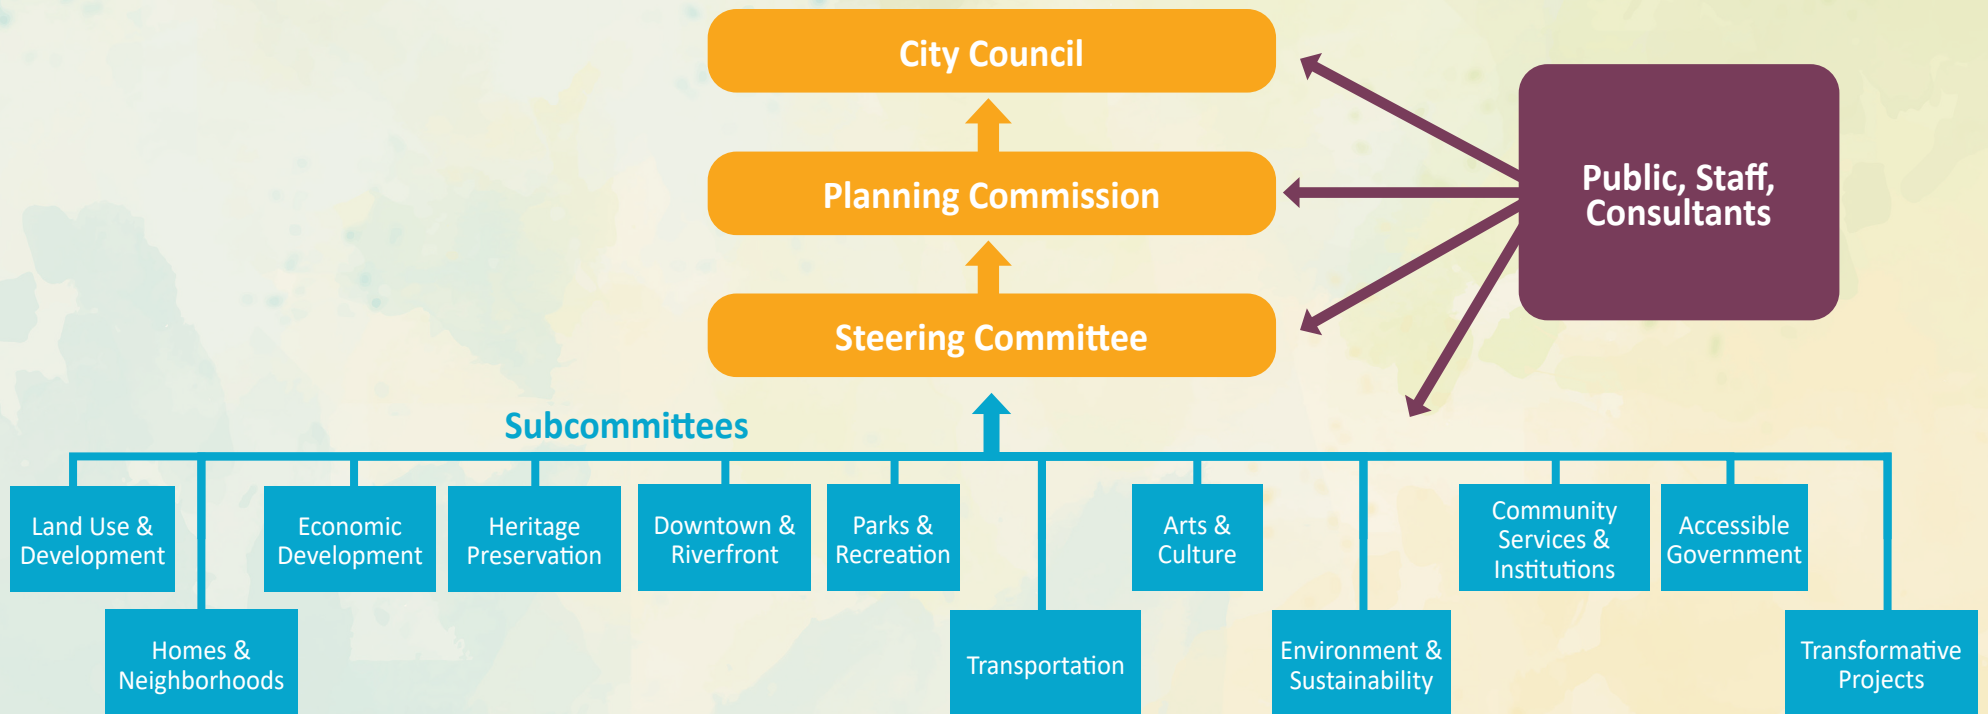 City Council
Public, Staff,
Consultants
Planning Commission
Steering Committee
Subcommittees
Land Use &
Development
Economic
Development
Heritage
Preservation
Downtown &
Riverfront
Parks &
Recreation
Arts &
Culture
Community
Services &
Institutions
Accessible
Government
Homes &
Neighborhoods
Transportation
Environment &
Sustainability
Transformative
Projects